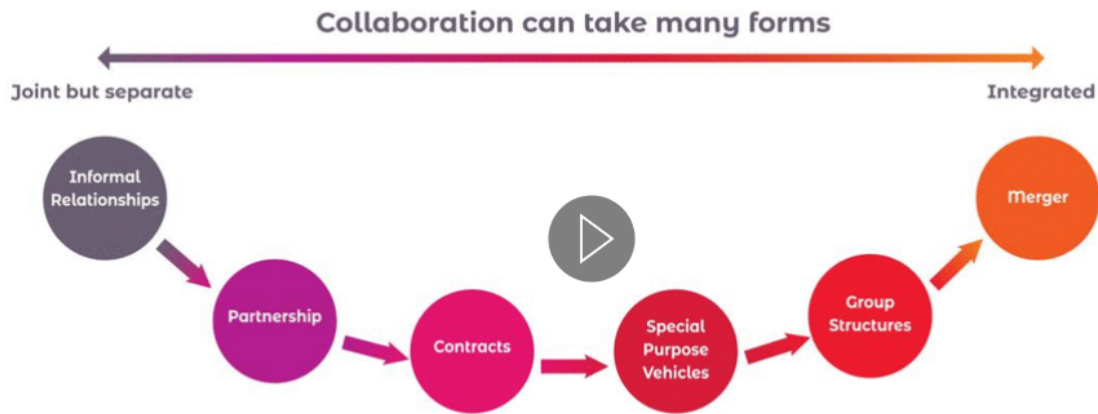 Collaboration can take many forms
Joint but separate
Integrated
Informal
Relationships
Partnership
Contracts
Special
Purpose
Vehicles
Group
Structures
Merger